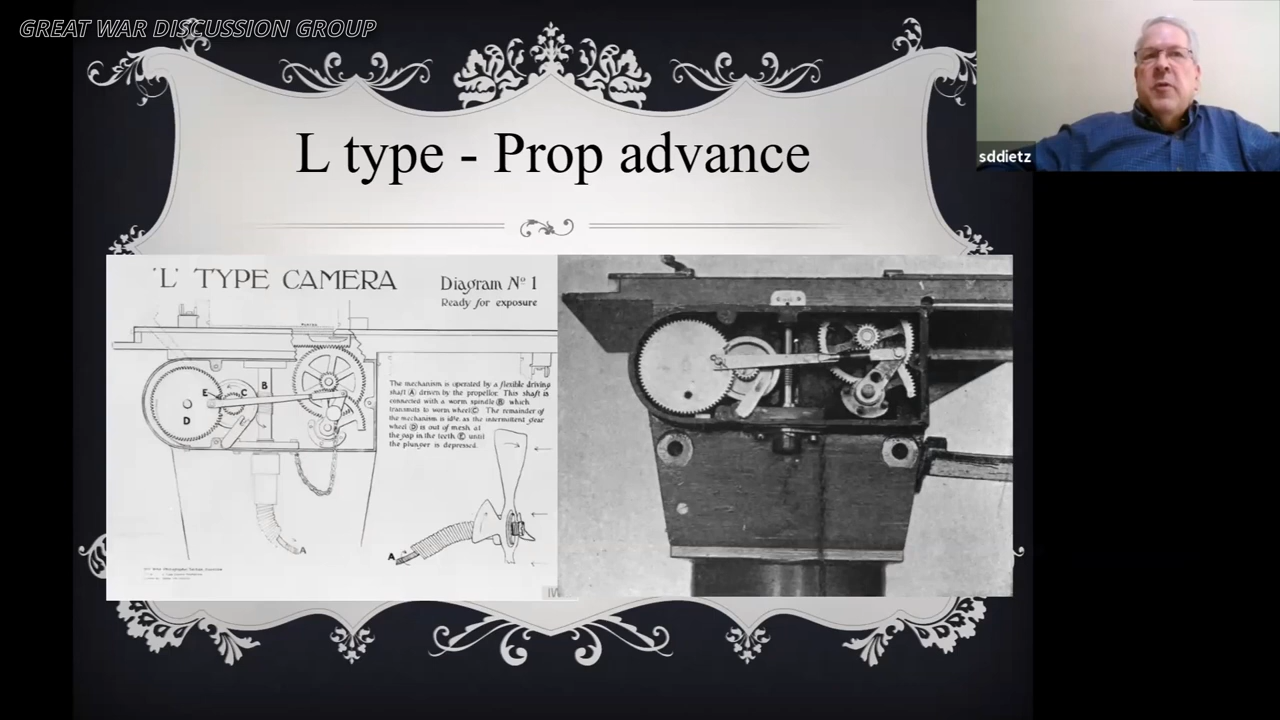 GREAT WAR DISCUSSION GROUP
sddietz
L type - Prop advance
'L' TYPE CAMERA
Diagram Nº 1
Ready for exposure
E
C
B
D
A
The mechanism is operated by a flexible driving
shaft (A) driven by the propellor. This shaft is
connected with a worm spindle (B) which
transmits to worm wheel (C) The remainder of
the mechanism is idle, as the intermittent gear
wheel (D) is out of mesh at
the gap in the teeth (E) until
the plunger is depressed.
A